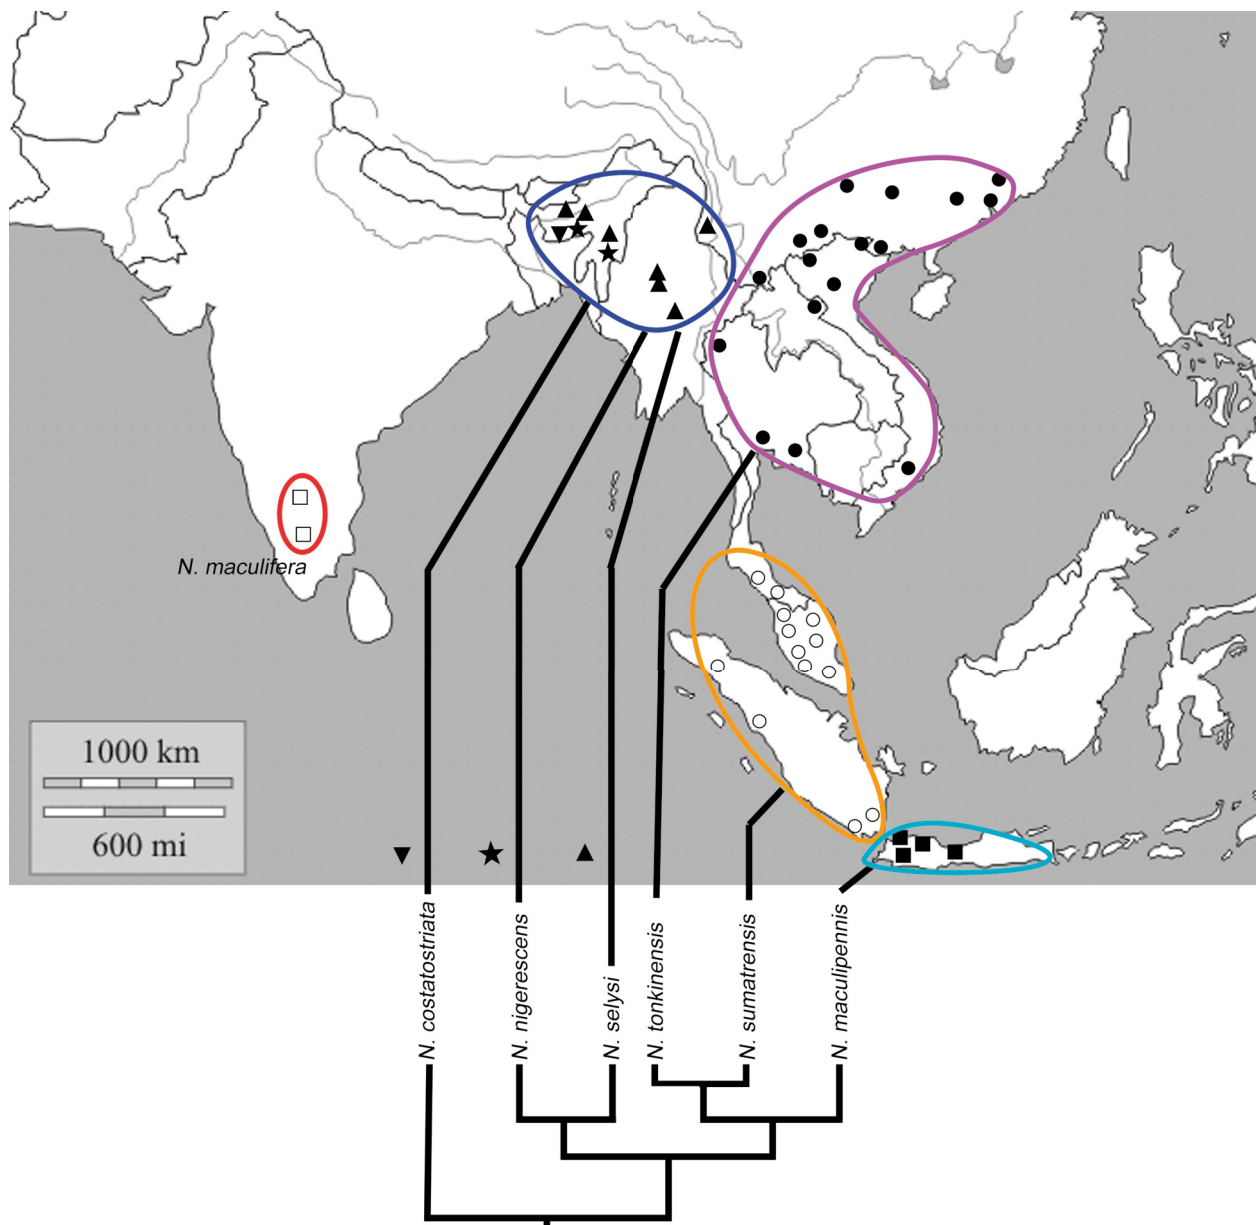 N. maculifera
1000 km
600 mi
N. costatostriata
N. nigerescens
N. selysi
N. tonkinensis
N. sumatrensis
N. maculipennis